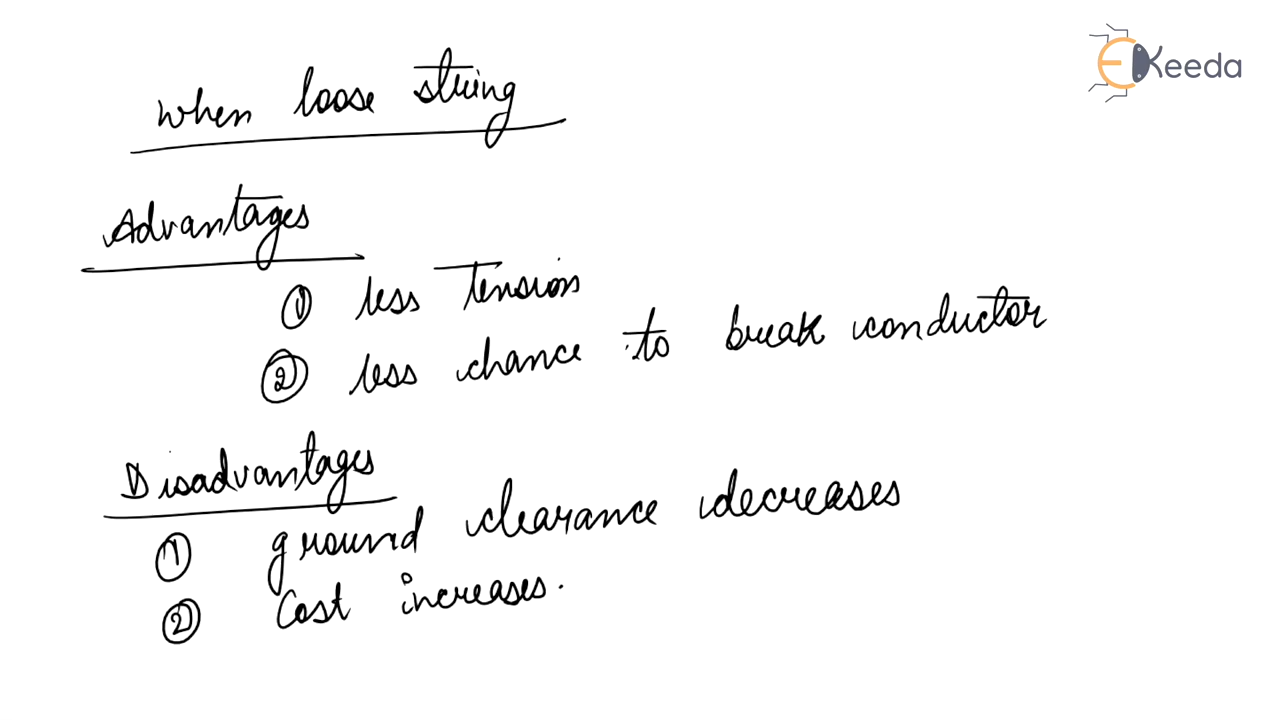 EKeeda
When loose string
Advantages
① less Tension
② less chance to break conductor
Disadvantages
① ground clearance decreases
② Cost increases.